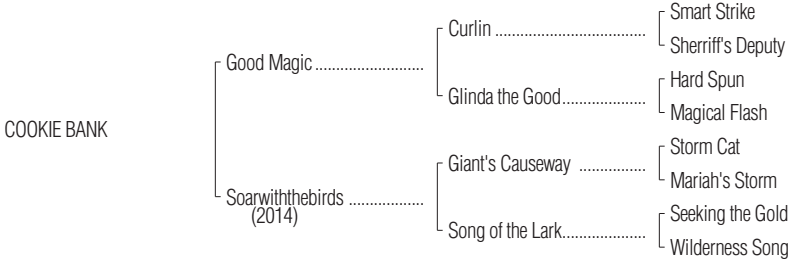 Smart Strike
Curlin ....................................
Sherriff's Deputy
Good Magic ..........................
Hard Spun
Glinda the Good....................
Magical Flash
COOKIE BANK
Storm Cat
Giant's Causeway ................
Mariah's Storm
Soarwiththebirds ..................
(2014)
Seeking the Gold
Song of the Lark....................
Wilderness Song